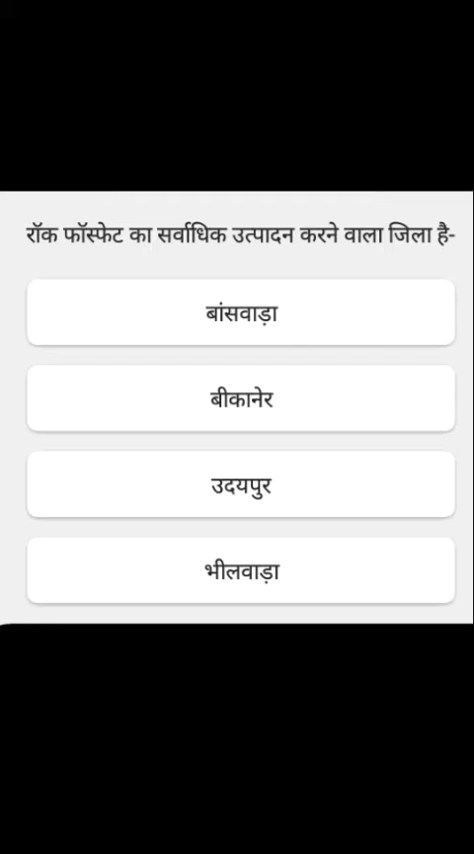 रॉक फॉस्फेट का सर्वाधिक उत्पादन करने वाला जिला है-
बांसवाड़ा
बीकानेर
उदयपुर
भीलवाड़ा